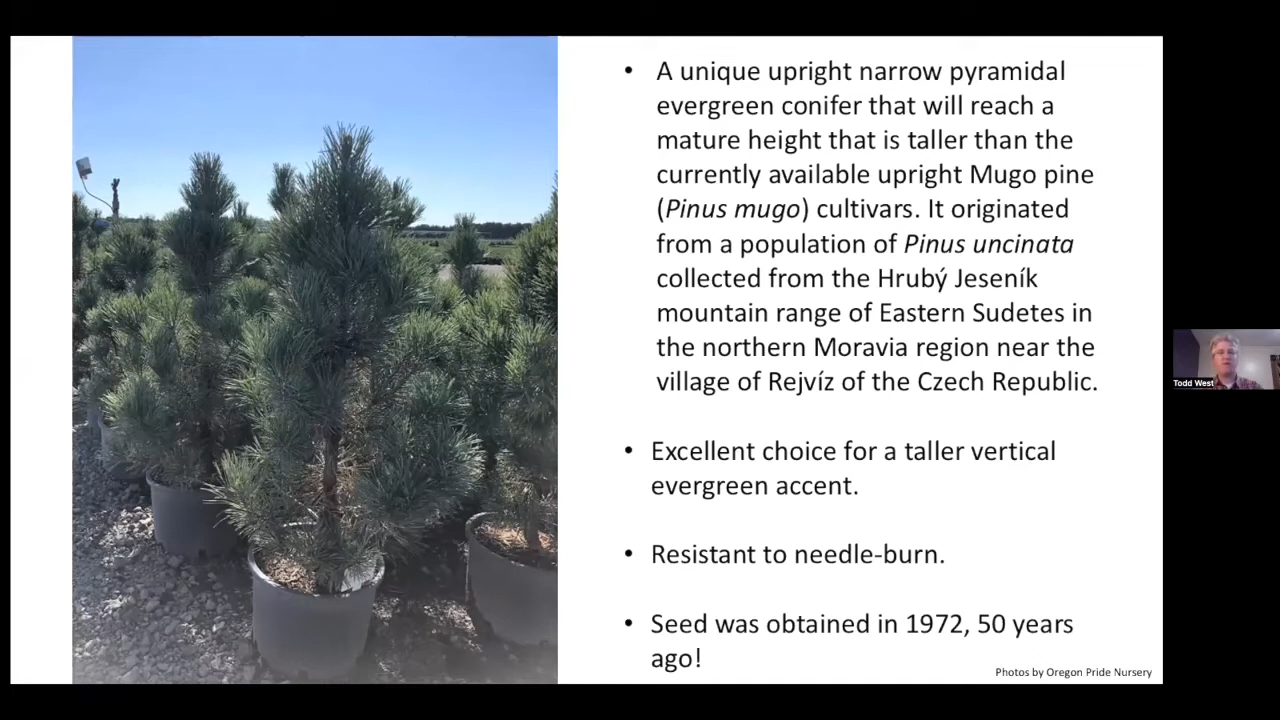 • A unique upright narrow pyramidal
evergreen conifer that will reach a
mature height that is taller than the
currently available upright Mugo pine
(Pinus mugo) cultivars. It originated
from a population of Pinus uncinata
collected from the Hrubý Jeseník
mountain range of Eastern Sudetes in
the northern Moravia region near the
village of Rejvíz of the Czech Republic.
• Excellent choice for a taller vertical
evergreen accent.
• Resistant to needle-burn.
• Seed was obtained in 1972, 50 years
ago!
Photos by Oregon Pride Nursery
Todd West